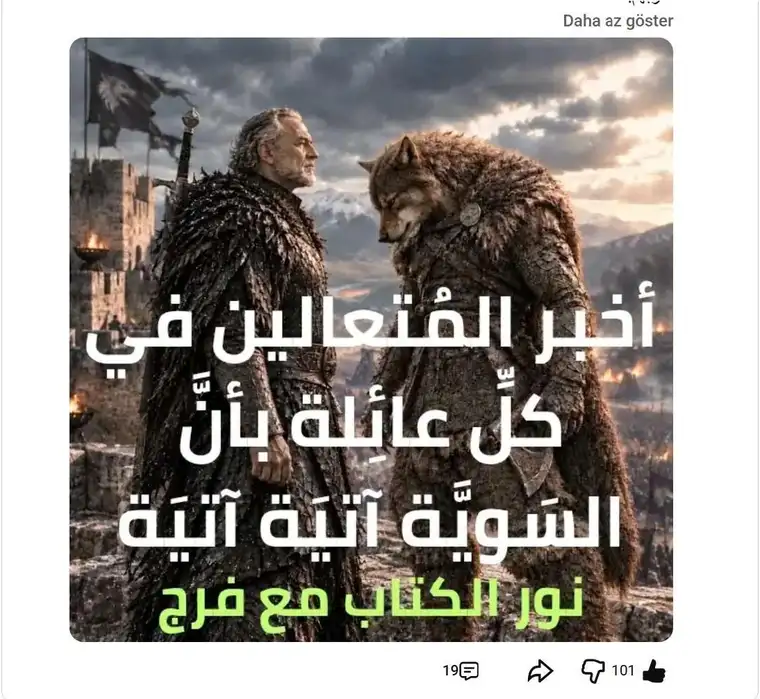 Daha az göster
أخبر المُتعالين في
كلِّ عائِلة بأنَّ
السَويَّة آتيَة آتيَة
نور الكتاب مع فرج
19
101